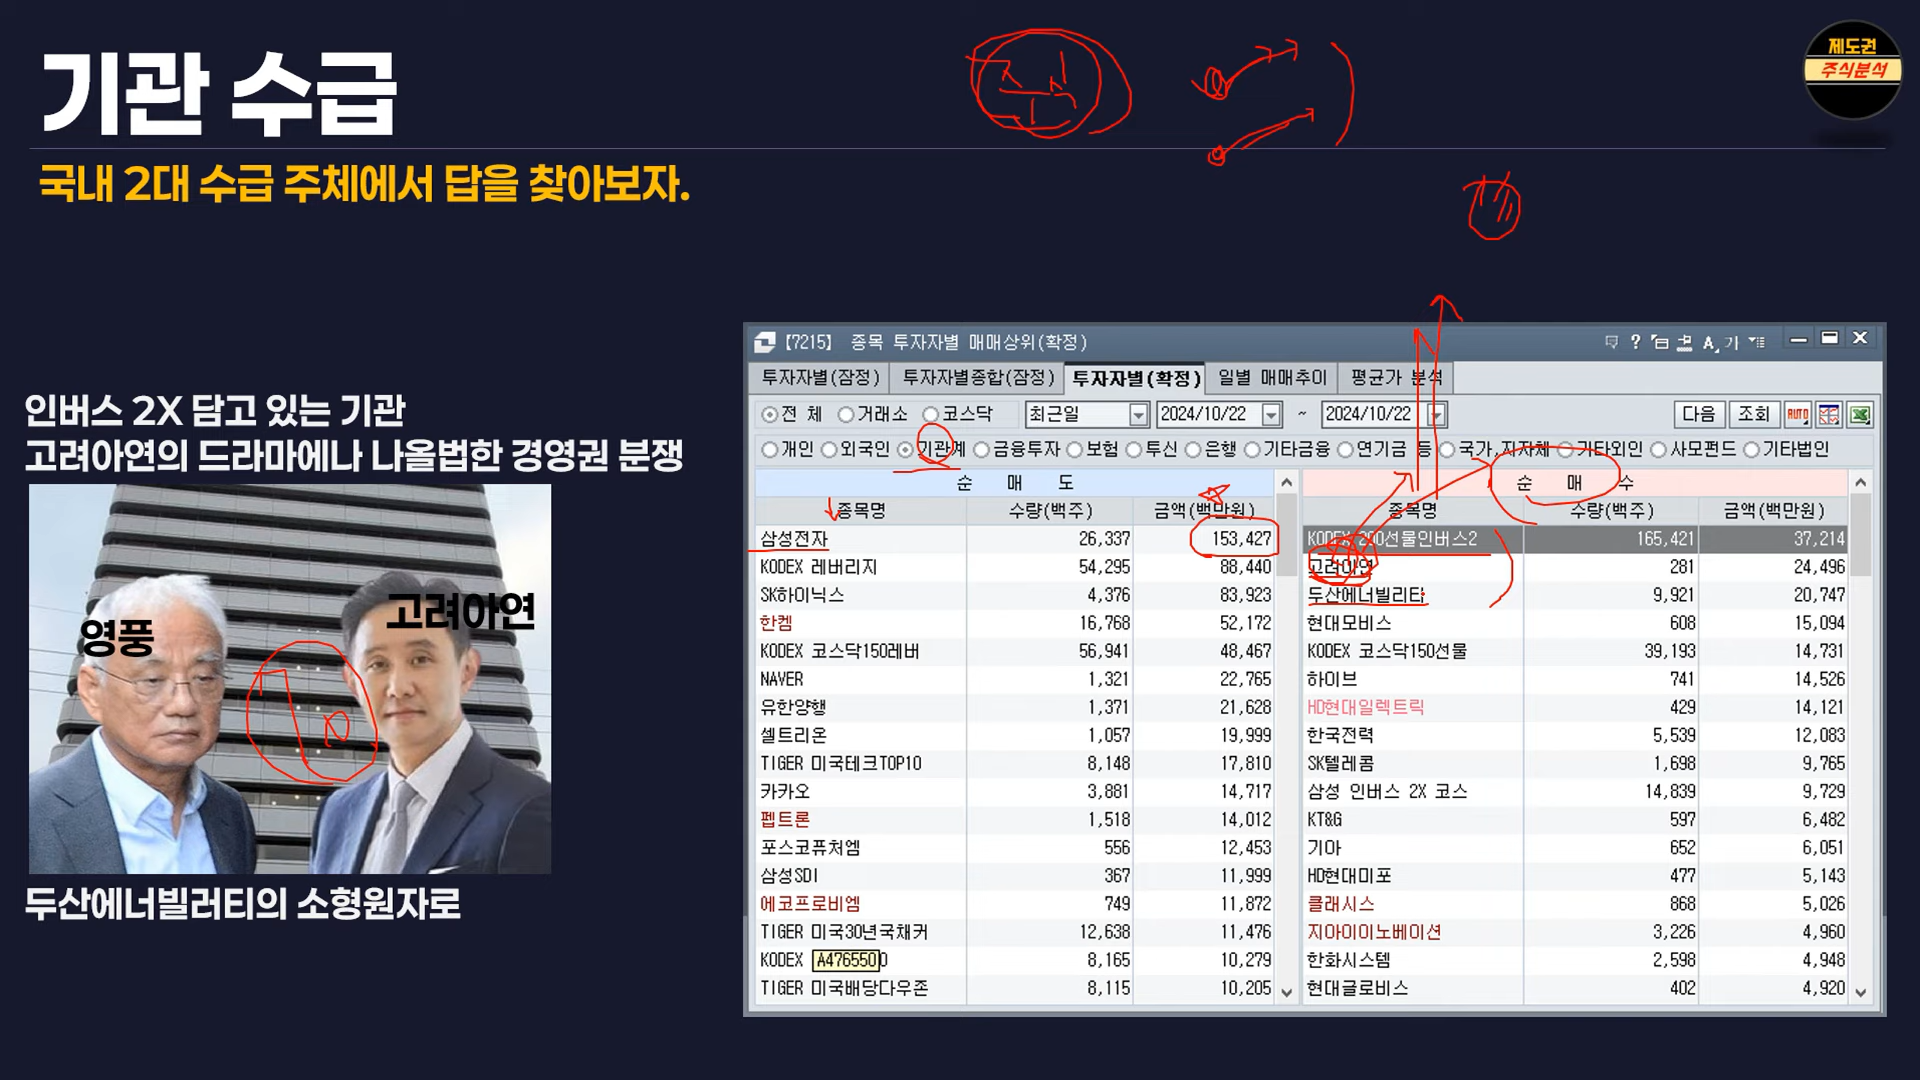 기관 수급
제도권
주식분석
국내 2대 수급 주체에서 답을 찾아보자.
인버스 2X 담고 있는 기관
고려아연의 드라마에나 나올법한 경영권 분쟁
영풍
고려아연
두산에너빌러티의 소형원자로
[7215] 종목 투자자별 매매상위(확정)
투자자별(잠정) 투자자별종합(잠정) 투자자별(확정) 일별 매매추이 평균가 분석
전 체 거래소 코스닥 최근일 2024/10/22 ~ 2024/10/22 다음 조회 AUTO
개인 외국인 기관계 금융투자 보험 투신 은행 기타금융 연기금 등 국가,지자체 기타외인 사모펀드 기타법인
순 매 도 순 매 수
종목명 수량(백주) 금액(백만원) 종목명 수량(백주) 금액(백만원)
삼성전자 26,337 153,427 KODEX 200선물인버스2 165,421 37,214
KODEX 레버리지 54,295 88,440 고려아연 281 24,496
SK하이닉스 4,376 83,923 두산에너빌리티 9,921 20,747
한켐 16,768 52,172 현대모비스 608 15,094
KODEX 코스닥150레버 56,941 48,467 KODEX 코스닥150선물 39,193 14,731
NAVER 1,321 22,765 하이브 741 14,526
유한양행 1,371 21,628 HD현대일렉트릭 429 14,121
셀트리온 1,057 19,999 한국전력 5,539 12,083
TIGER 미국테크TOP10 8,148 17,810 SK텔레콤 1,698 9,765
카카오 3,881 14,717 삼성 인버스 2X 코스 14,839 9,729
펩트론 1,518 14,012 KT&G 597 6,482
포스코퓨처엠 556 12,453 기아 652 6,051
삼성SDI 367 11,999 HD현대미포 477 5,143
에코프로비엠 749 11,872 클래시스 868 5,026
TIGER 미국30년국채커 12,638 11,476 지아이이노베이션 3,226 4,960
KODEX A476550 8,165 10,279 한화시스템 2,598 4,948
TIGER 미국배당다우존 8,115 10,205 현대글로비스 402 4,920